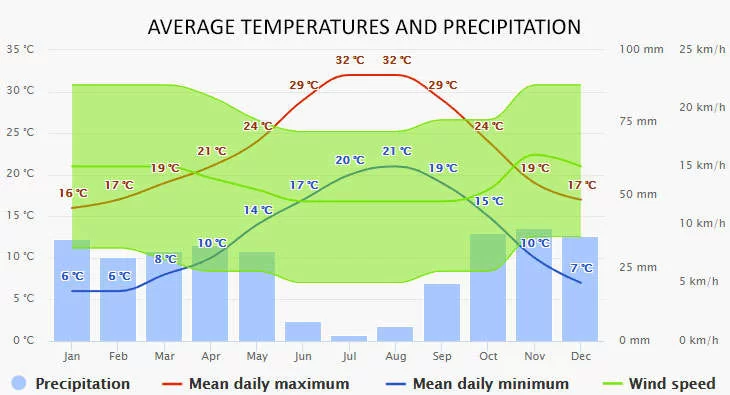 AVERAGE TEMPERATURES AND PRECIPITATION
35 °C 100 mm 25 km/h
32 °C 32 °C
29 °C 29 °C
30 °C 20 km/h
75 mm
25 °C 24 °C 24 °C
21 °C 21 °C
20 °C 19 °C 20 °C 19 °C 19 °C 15 km/h
16 °C 17 °C 17 °C 17 °C
50 mm
15 °C 14 °C 15 °C
10 km/h
10 °C 10 °C 10 °C
8 °C 25 mm
6 °C 6 °C 7 °C
5 °C 5 km/h
0 °C 0 mm 0 km/h
Jan Feb Mar Apr May Jun Jul Aug Sep Oct Nov Dec
Precipitation Mean daily maximum Mean daily minimum Wind speed